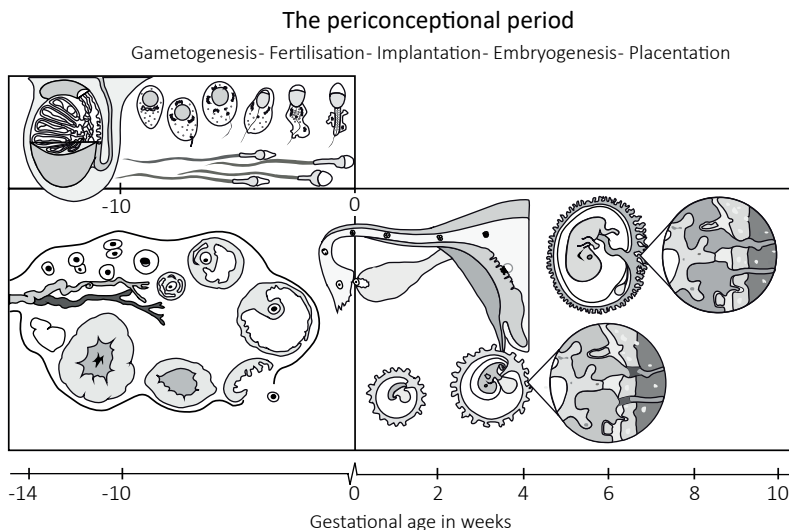 The periconceptional period
Gametogenesis- Fertilisation- Implantation- Embryogenesis- Placentation
-10 0
-14 -10 0 2 4 6 8 10
Gestational age in weeks